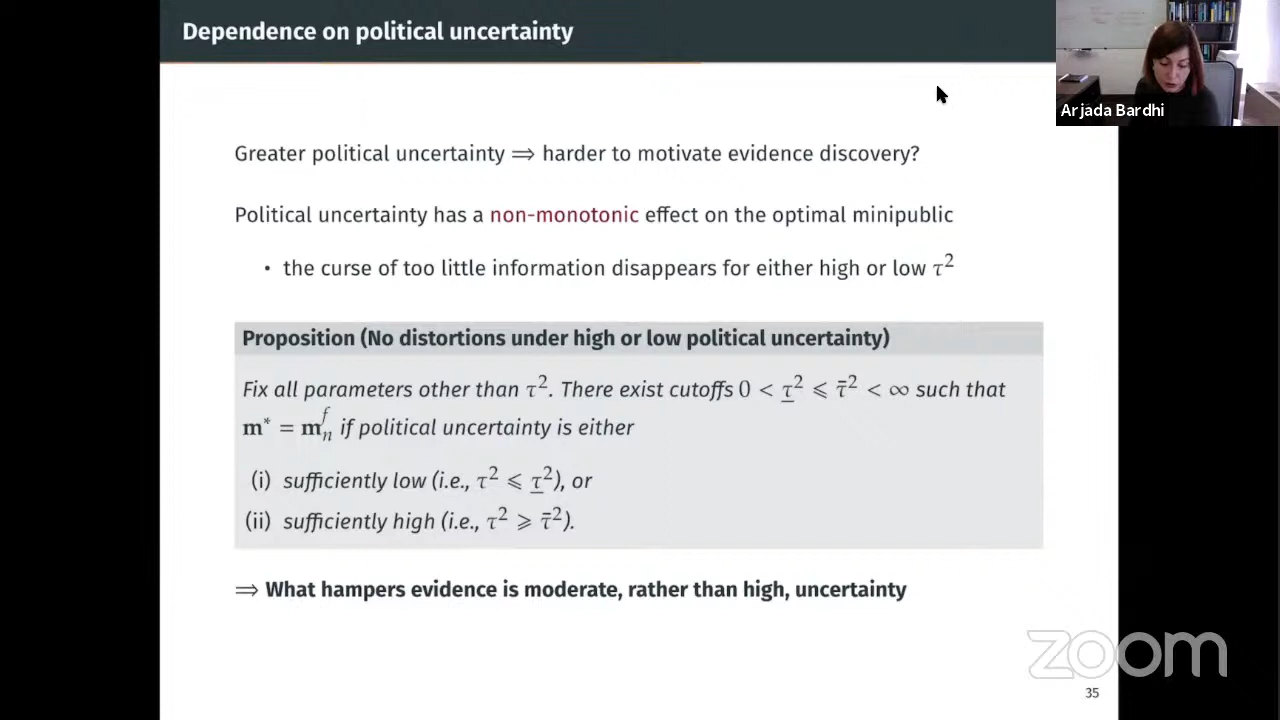 Dependence on political uncertainty
Arjada Bardhi
Greater political uncertainty ⟹ harder to motivate evidence discovery?
Political uncertainty has a non-monotonic effect on the optimal minipublic
• the curse of too little information disappears for either high or low τ²
Proposition (No distortions under high or low political uncertainty)
Fix all parameters other than τ². There exist cutoffs 0 < τ̲² ⩽ τ̄² < ∞ such that
m* = mₙᶠ if political uncertainty is either
(i) sufficiently low (i.e., τ² ⩽ τ̲²), or
(ii) sufficiently high (i.e., τ² ⩾ τ̄²).
⟹ What hampers evidence is moderate, rather than high, uncertainty
zoom
35